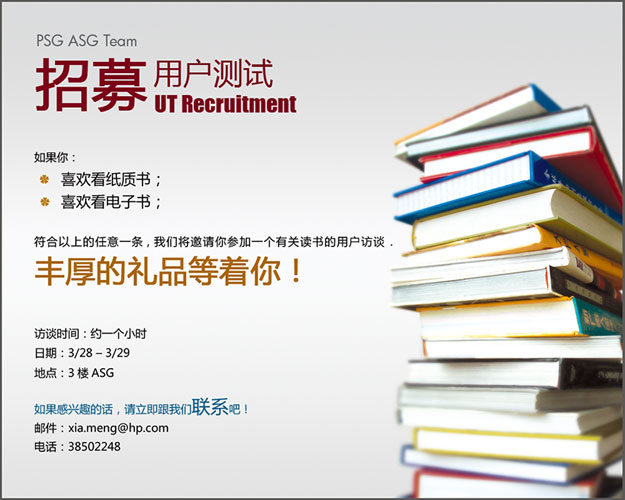 PSG ASG Team
招募 用户测试
UT Recruitment
如果你：
喜欢看纸质书；
喜欢看电子书；
符合以上的任意一条，我们将邀请你参加一个有关读书的用户访谈．
丰厚的礼品等着你！
访谈时间：约一个小时
日期：3/28 – 3/29
地点：3 楼 ASG
如果感兴趣的话，请立即跟我们联系吧！
邮件：xia.meng@hp.com
电话：38502248